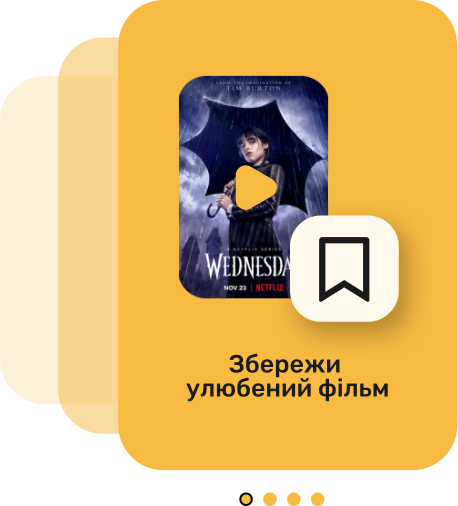 FROM THE IMAGINATION OF
TIM BURTON
A NETFLIX SERIES
WEDNESDA
NOV 23 | NETFLIX
Збережи
улюбений фільм